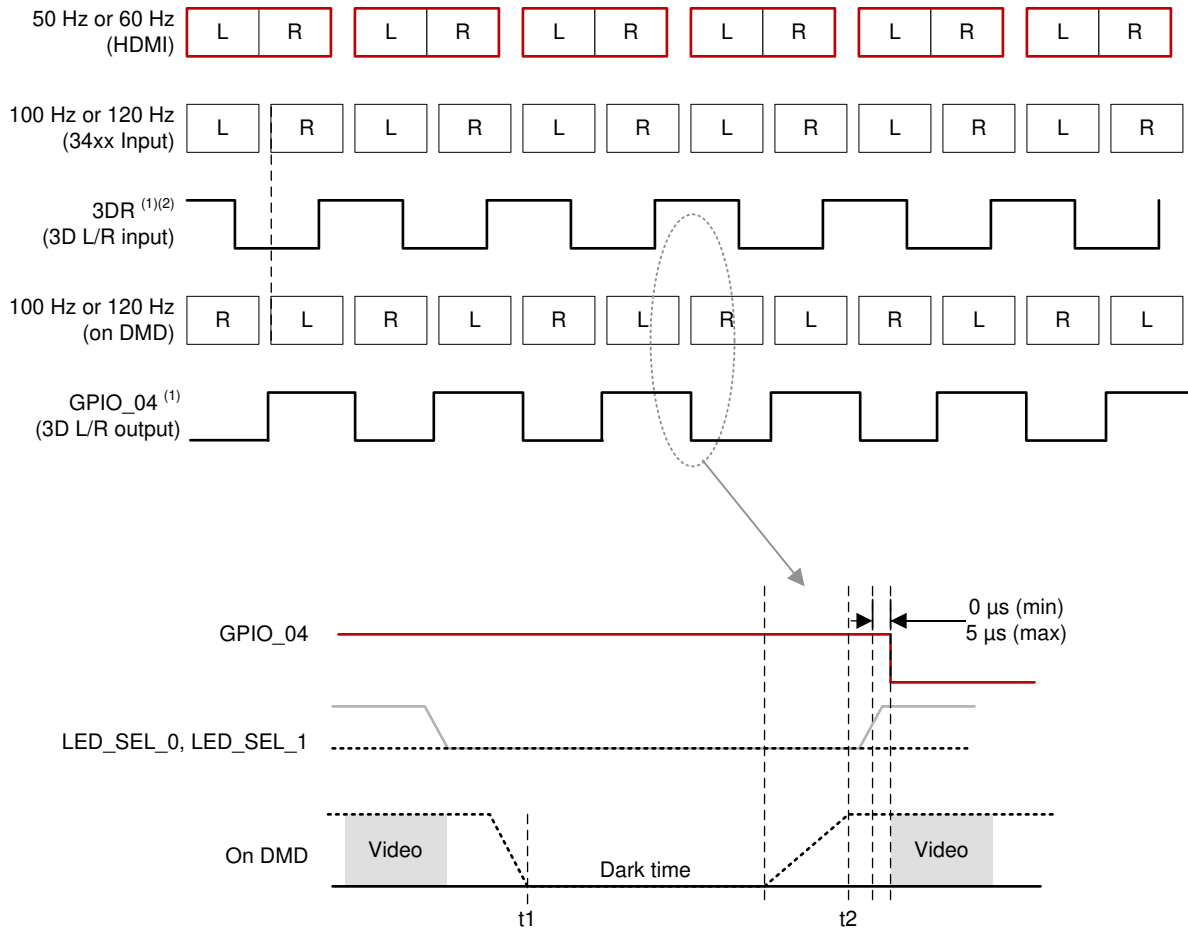 50 Hz or 60 Hz
(HDMI)
L R L R L R L R L R L R
100 Hz or 120 Hz
(34xx Input)
L R L R L R L R L R L R
3DR (1)(2)
(3D L/R input)
100 Hz or 120 Hz
(on DMD)
R L R L R L R L R L R L
GPIO_04 (1)
(3D L/R output)
0 µs (min)
5 µs (max)
GPIO_04
LED_SEL_0, LED_SEL_1
On DMD
Video
Dark time
Video
t1
t2